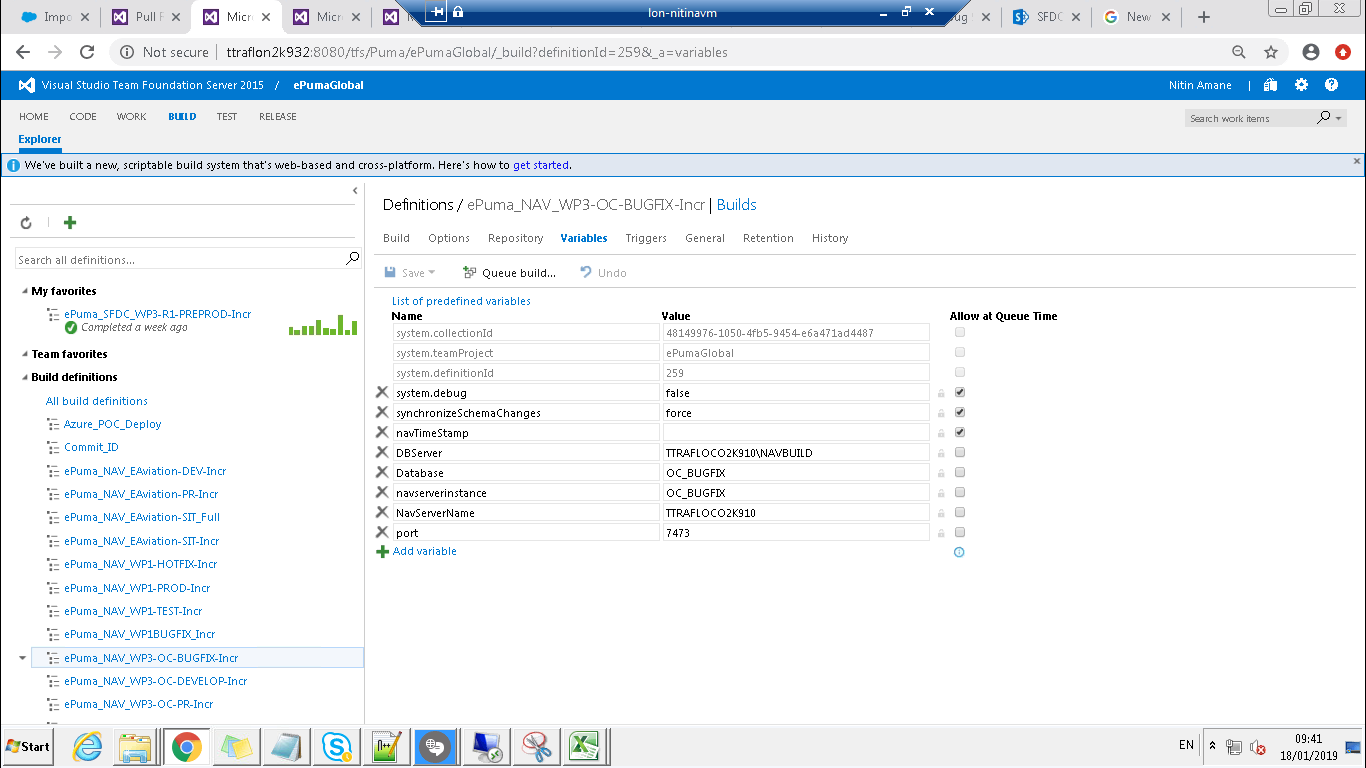 Impo
Pull F
Micro
Micro
lon-nitinavm
SFDC
New
Not secure
ttraflon2k932:8080/tfs/Puma/ePumaGlobal/_build?definitionId=259&_a=variables
Visual Studio Team Foundation Server 2015 / ePumaGlobal
Nitin Amane
HOME CODE WORK BUILD TEST RELEASE
Search work items
Explorer
We've built a new, scriptable build system that's web-based and cross-platform. Here's how to get started.
Search all definitions...
My favorites
ePuma_SFDC_WP3-R1-PREPROD-Incr
Completed a week ago
Team favorites
Build definitions
All build definitions
Azure_POC_Deploy
Commit_ID
ePuma_NAV_EAviation-DEV-Incr
ePuma_NAV_EAviation-PR-Incr
ePuma_NAV_EAviation-SIT_Full
ePuma_NAV_EAviation-SIT-Incr
ePuma_NAV_WP1-HOTFIX-Incr
ePuma_NAV_WP1-PROD-Incr
ePuma_NAV_WP1-TEST-Incr
ePuma_NAV_WP1BUGFIX_Incr
ePuma_NAV_WP3-OC-BUGFIX-Incr
ePuma_NAV_WP3-OC-DEVELOP-Incr
ePuma_NAV_WP3-OC-PR-Incr
Definitions / ePuma_NAV_WP3-OC-BUGFIX-Incr | Builds
Build Options Repository Variables Triggers General Retention History
Save Queue build... Undo
List of predefined variables
Name Value Allow at Queue Time
system.collectionId 48149976-1050-4fb5-9454-e6a471ad4487
system.teamProject ePumaGlobal
system.definitionId 259
system.debug false
synchronizeSchemaChanges force
navTimeStamp
DBServer TTRAFLOCO2K910\NAVBUILD
Database OC_BUGFIX
navserverinstance OC_BUGFIX
NavServerName TTRAFLOCO2K910
port 7473
Add variable
Start
EN
09:41
18/01/2019